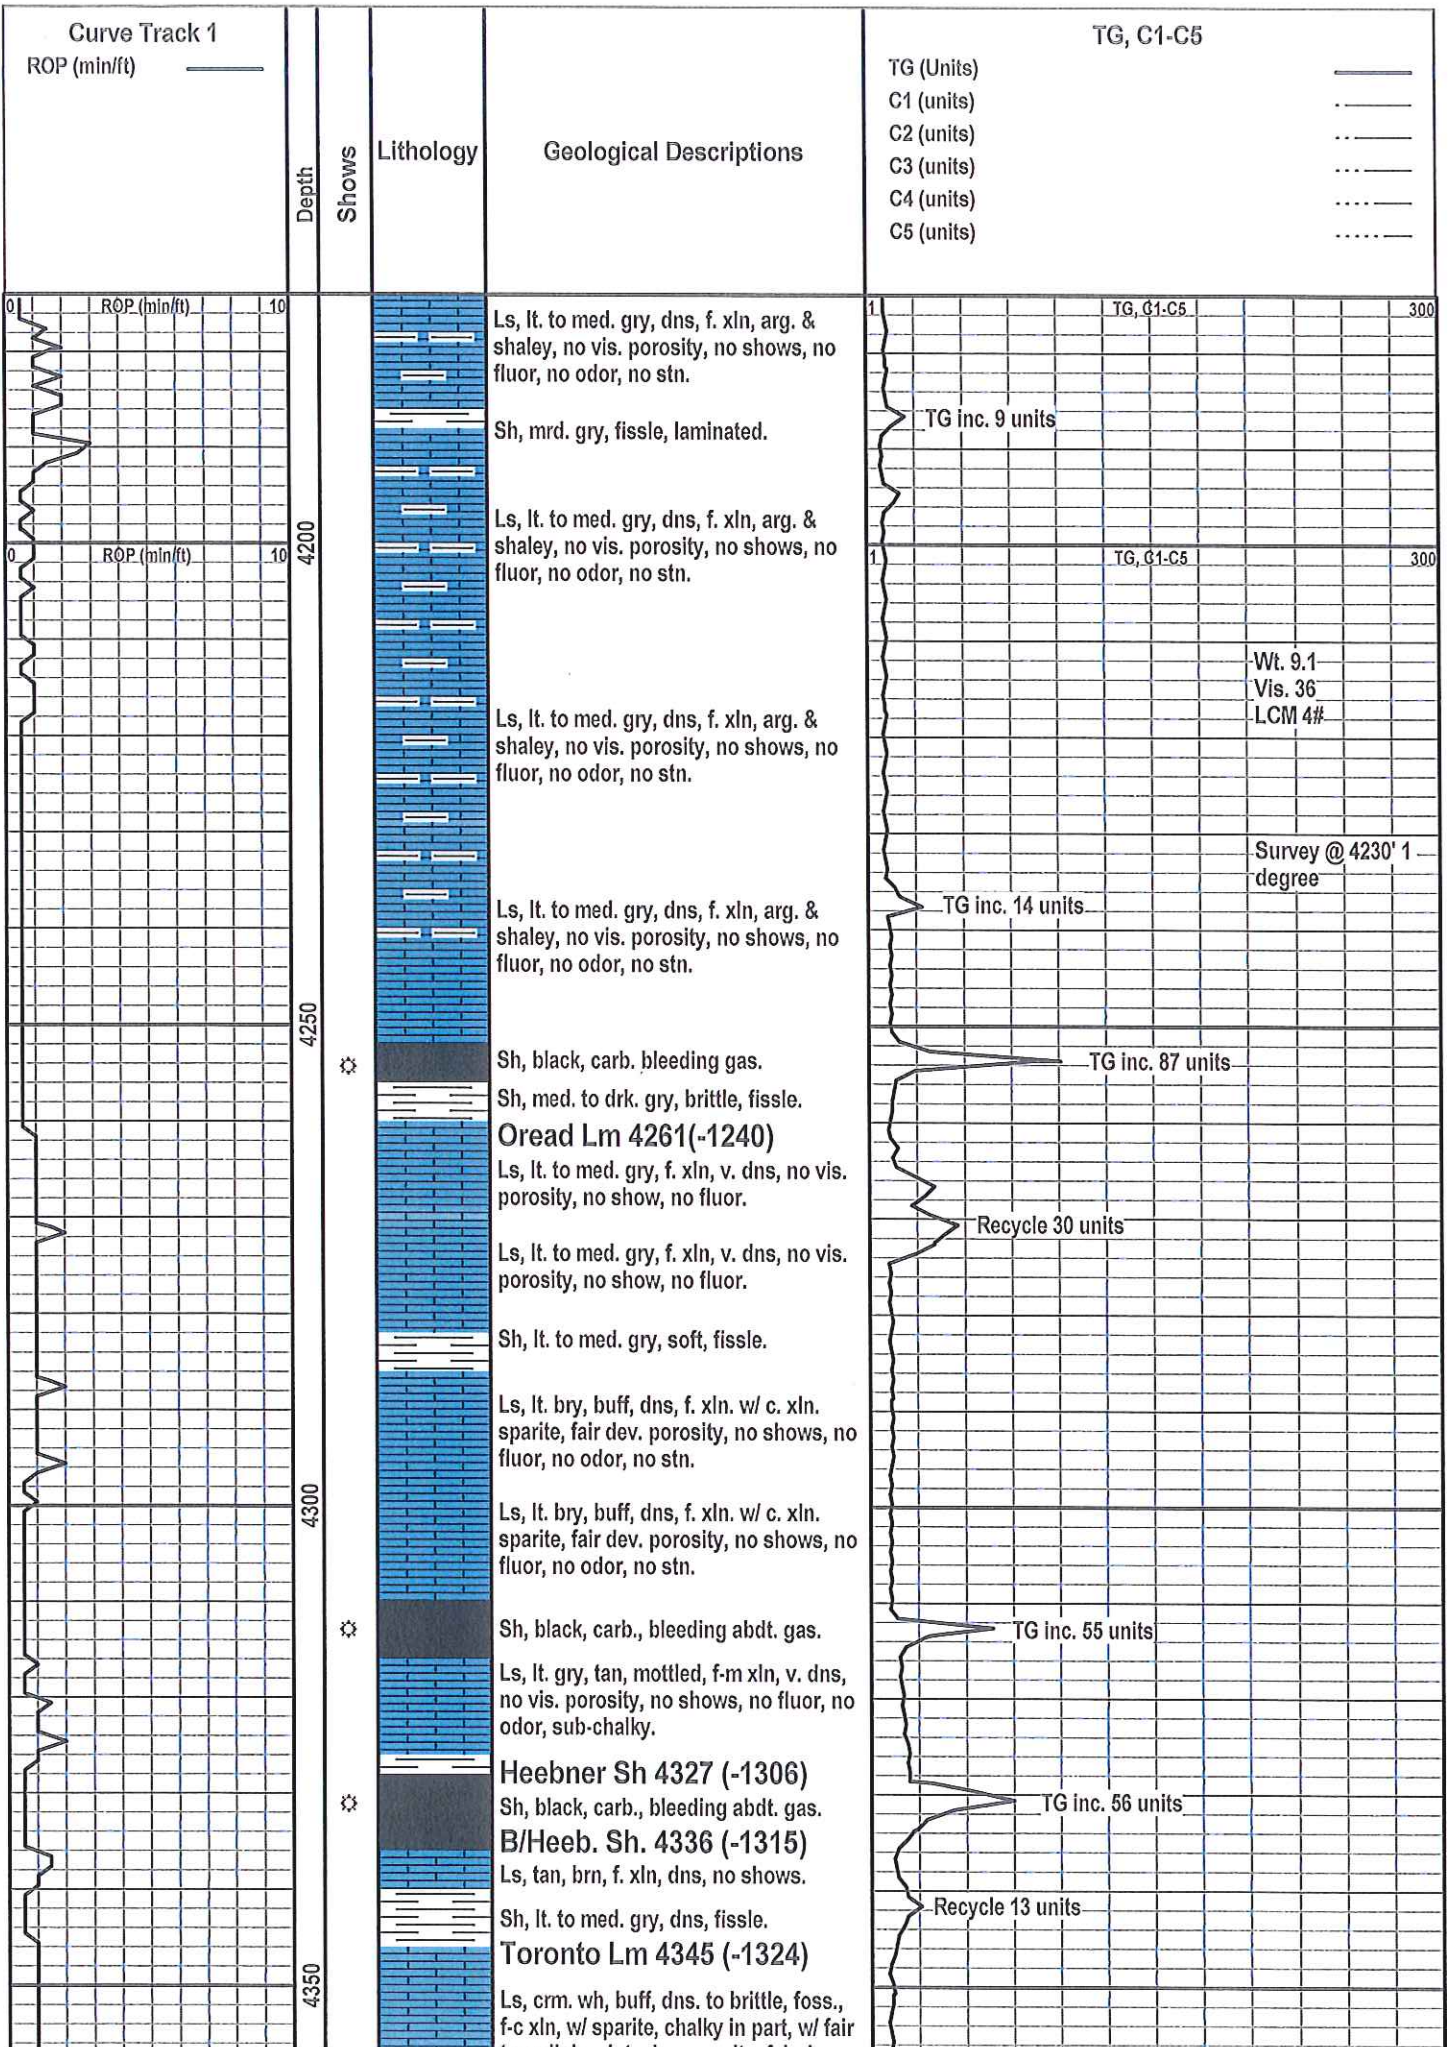 Curve Track 1
ROP (min/ft)
Depth
Shows
Lithology
Geological Descriptions
TG, C1-C5
TG (Units)
C1 (units)
C2 (units)
C3 (units)
C4 (units)
C5 (units)
0 ROP (min/ft) 10
1 TG, C1-C5 300
Ls, lt. to med. gry, dns, f. xln, arg. &
shaley, no vis. porosity, no shows, no
fluor, no odor, no stn.
TG inc. 9 units
Sh, mrd. gry, fissle, laminated.
4200
Ls, lt. to med. gry, dns, f. xln, arg. &
shaley, no vis. porosity, no shows, no
fluor, no odor, no stn.
0 ROP (min/ft) 10
1 TG, C1-C5 300
Wt. 9.1
Vis. 36
LCM 4#
Ls, lt. to med. gry, dns, f. xln, arg. &
shaley, no vis. porosity, no shows, no
fluor, no odor, no stn.
Survey @ 4230' 1
degree
TG inc. 14 units
Ls, lt. to med. gry, dns, f. xln, arg. &
shaley, no vis. porosity, no shows, no
fluor, no odor, no stn.
4250
Sh, black, carb. bleeding gas.
TG inc. 87 units
Sh, med. to drk. gry, brittle, fissle.
Oread Lm 4261(-1240)
Ls, lt. to med. gry, f. xln, v. dns, no vis.
porosity, no show, no fluor.
Recycle 30 units
Ls, lt. to med. gry, f. xln, v. dns, no vis.
porosity, no show, no fluor.
Sh, lt. to med. gry, soft, fissle.
Ls, lt. bry, buff, dns, f. xln. w/ c. xln.
sparite, fair dev. porosity, no shows, no
fluor, no odor, no stn.
4300
Ls, lt. bry, buff, dns, f. xln. w/ c. xln.
sparite, fair dev. porosity, no shows, no
fluor, no odor, no stn.
Sh, black, carb., bleeding abdt. gas.
TG inc. 55 units
Ls, lt. gry, tan, mottled, f-m xln, v. dns,
no vis. porosity, no shows, no fluor, no
odor, sub-chalky.
Heebner Sh 4327 (-1306)
Sh, black, carb., bleeding abdt. gas.
TG inc. 56 units
B/Heeb. Sh. 4336 (-1315)
Ls, tan, brn, f. xln, dns, no shows.
Recycle 13 units
Sh, lt. to med. gry, dns, fissle.
Toronto Lm 4345 (-1324)
4350
Ls, crm. wh, buff, dns. to brittle, foss.,
f-c xln, w/ sparite, chalky in part, w/ fair